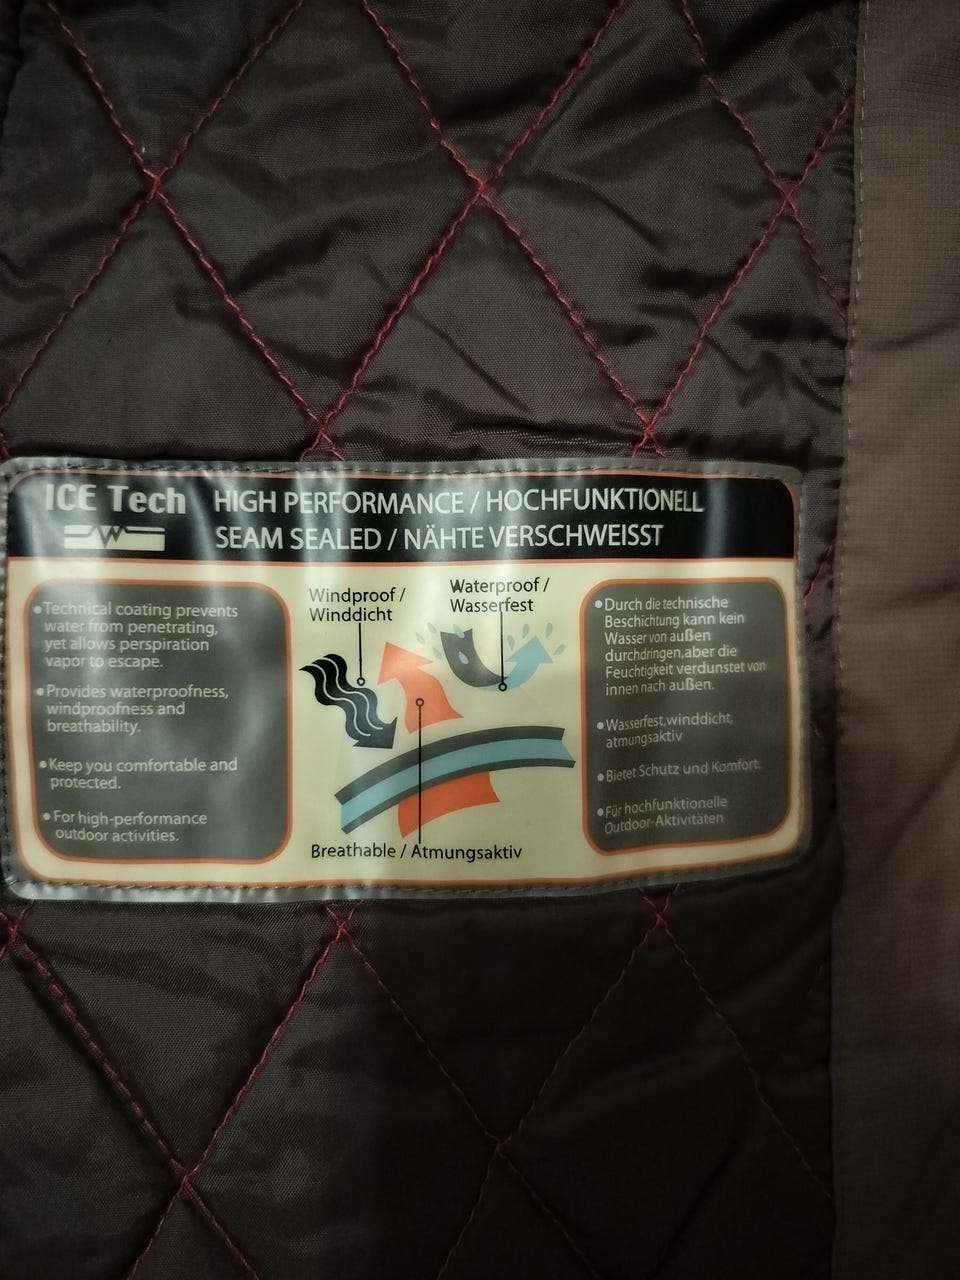 ICE Tech
HIGH PERFORMANCE / HOCHFUNKTIONELL
SEAM SEALED / NÄHTE VERSCHWEISST
W
•Technical coating prevents
water from penetrating,
yet allows perspiration
vapor to escape.
•Provides waterproofness,
windproofness and
breathability.
•Keep you comfortable and
protected.
•For high-performance
outdoor activities.
Windproof /
Winddicht
Waterproof /
Wasserfest
Breathable / Atmungsaktiv
•Durch die technische
Beschichtung kann kein
Wasser von außen
durchdringen,aber die
Feuchtigkeit verdunstet von
innen nach außen.
•Wasserfest,winddicht,
atmungsaktiv
•Bietet Schutz und Komfort.
•Für hochfunktionelle
Outdoor-Aktivitäten